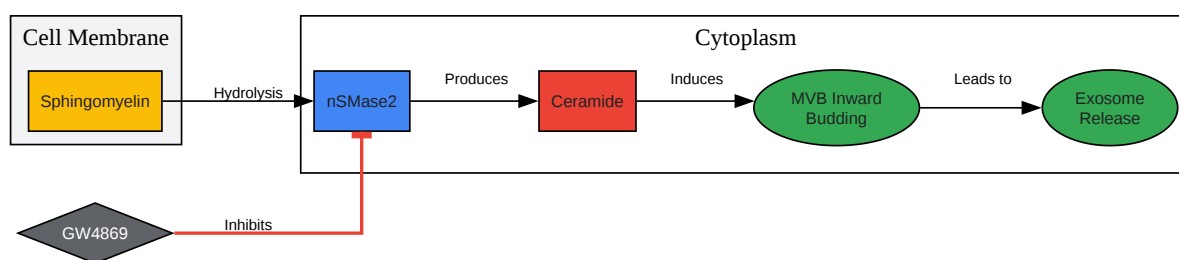 Cell Membrane
Cytoplasm
Sphingomyelin
Hydrolysis
nSMase2
Produces
Ceramide
Induces
MVB Inward
Budding
Leads to
Exosome
Release
GW4869
Inhibits